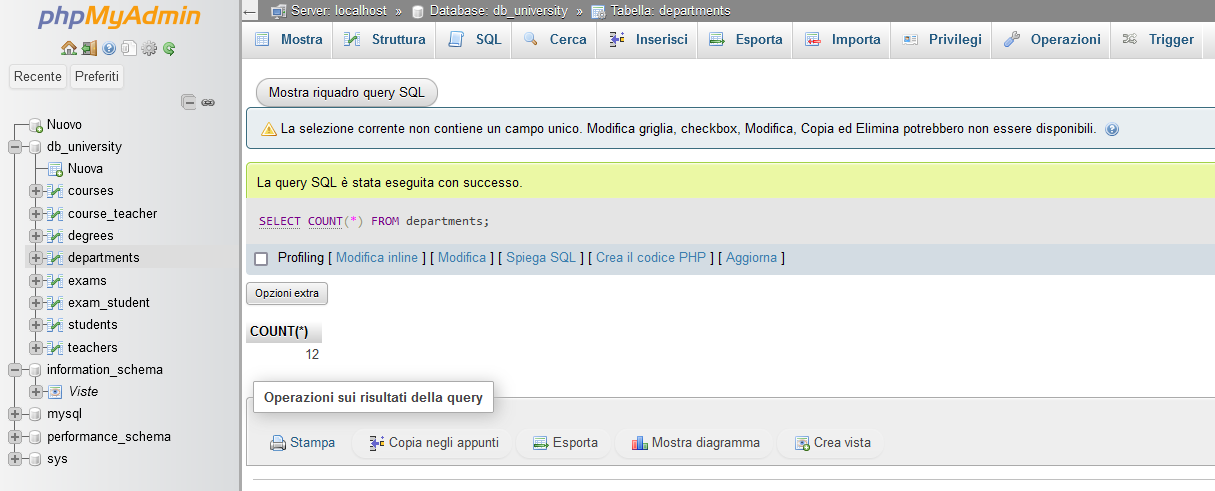 phpMyAdmin
Recente Preferiti
Nuovo
db_university
Nuova
courses
course_teacher
degrees
departments
exams
exam_student
students
teachers
information_schema
Viste
mysql
performance_schema
sys
Server: localhost » Database: db_university » Tabella: departments
Mostra Struttura SQL Cerca Inserisci Esporta Importa Privilegi Operazioni Trigger
Mostra riquadro query SQL
La selezione corrente non contiene un campo unico. Modifica griglia, checkbox, Modifica, Copia ed Elimina potrebbero non essere disponibili.
La query SQL è stata eseguita con successo.
SELECT COUNT(*) FROM departments;
Profiling [ Modifica inline ] [ Modifica ] [ Spiega SQL ] [ Crea il codice PHP ] [ Aggiorna ]
Opzioni extra
COUNT(*)
12
Operazioni sui risultati della query
Stampa Copia negli appunti Esporta Mostra diagramma Crea vista